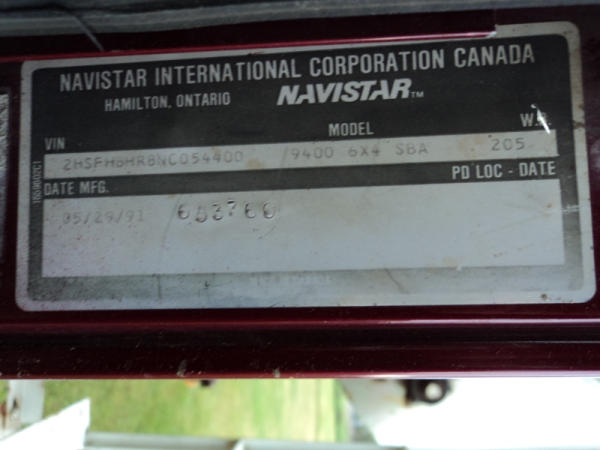 NAVISTAR INTERNATIONAL CORPORATION CANADA
HAMILTON, ONTARIO NAVISTAR™
VIN MODEL W.
2HSFHBHR8NC054400 /9400 6X4 SBA 205
DATE MFG. PD LOC - DATE
05/29/91